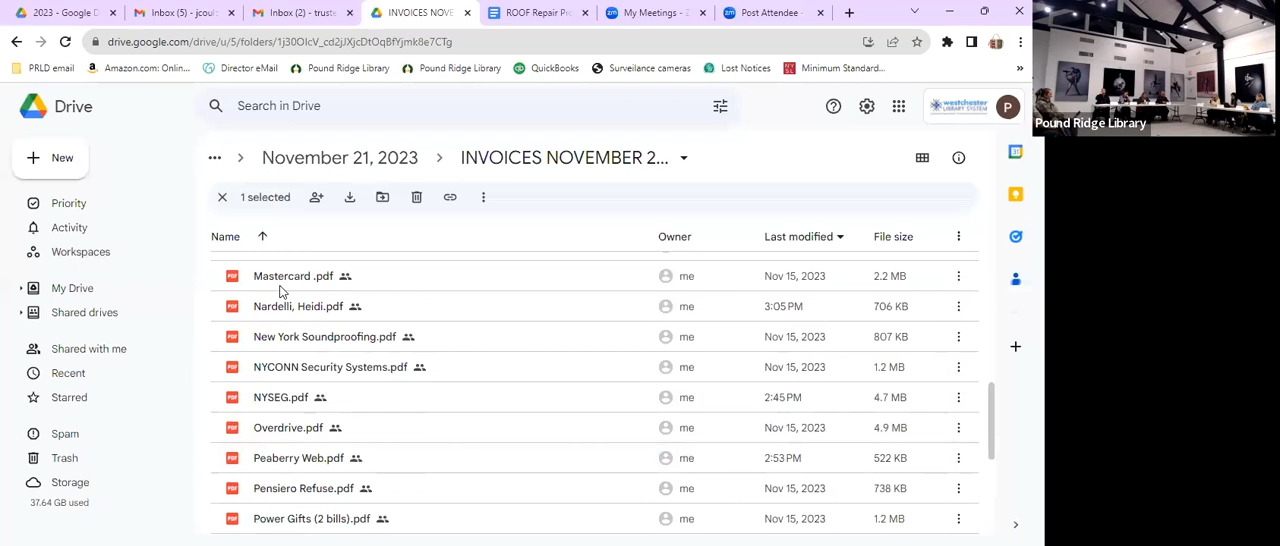 2023 - Google D
Inbox (5) - jcoult
Inbox (2) - truste
INVOICES NOVE
ROOF Repair Pr
My Meetings - Z
Post Attendee -
drive.google.com/drive/u/5/folders/1j30OIcV_cd2jJXjcDtOqBfYjmk8e7CTg
PRLD email
Amazon.com: Onlin...
Director eMail
Pound Ridge Library
Pound Ridge Library
QuickBooks
Surveilance cameras
Lost Notices
Minimum Standard...
Drive
Search in Drive
westchester LIBRARY SYSTEM
P
Pound Ridge Library
New
November 21, 2023
INVOICES NOVEMBER 2...
1 selected
Priority
Activity
Workspaces
My Drive
Shared drives
Shared with me
Recent
Starred
Spam
Trash
Storage
37.64 GB used
Name Owner Last modified File size
Mastercard .pdf me Nov 15, 2023 2.2 MB
Nardelli, Heidi.pdf me 3:05 PM 706 KB
New York Soundproofing.pdf me Nov 15, 2023 807 KB
NYCONN Security Systems.pdf me Nov 15, 2023 1.2 MB
NYSEG.pdf me 2:45 PM 4.7 MB
Overdrive.pdf me Nov 15, 2023 4.9 MB
Peaberry Web.pdf me 2:53 PM 522 KB
Pensiero Refuse.pdf me Nov 15, 2023 738 KB
Power Gifts (2 bills).pdf me Nov 15, 2023 1.2 MB